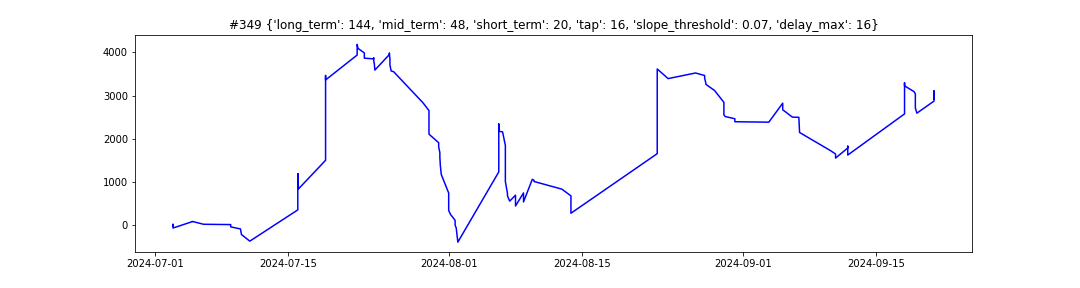 #349 {'long_term': 144, 'mid_term': 48, 'short_term': 20, 'tap': 16, 'slope_threshold': 0.07, 'delay_max': 16}
4000
3000
2000
1000
0
2024-07-01 2024-07-15 2024-08-01 2024-08-15 2024-09-01 2024-09-15